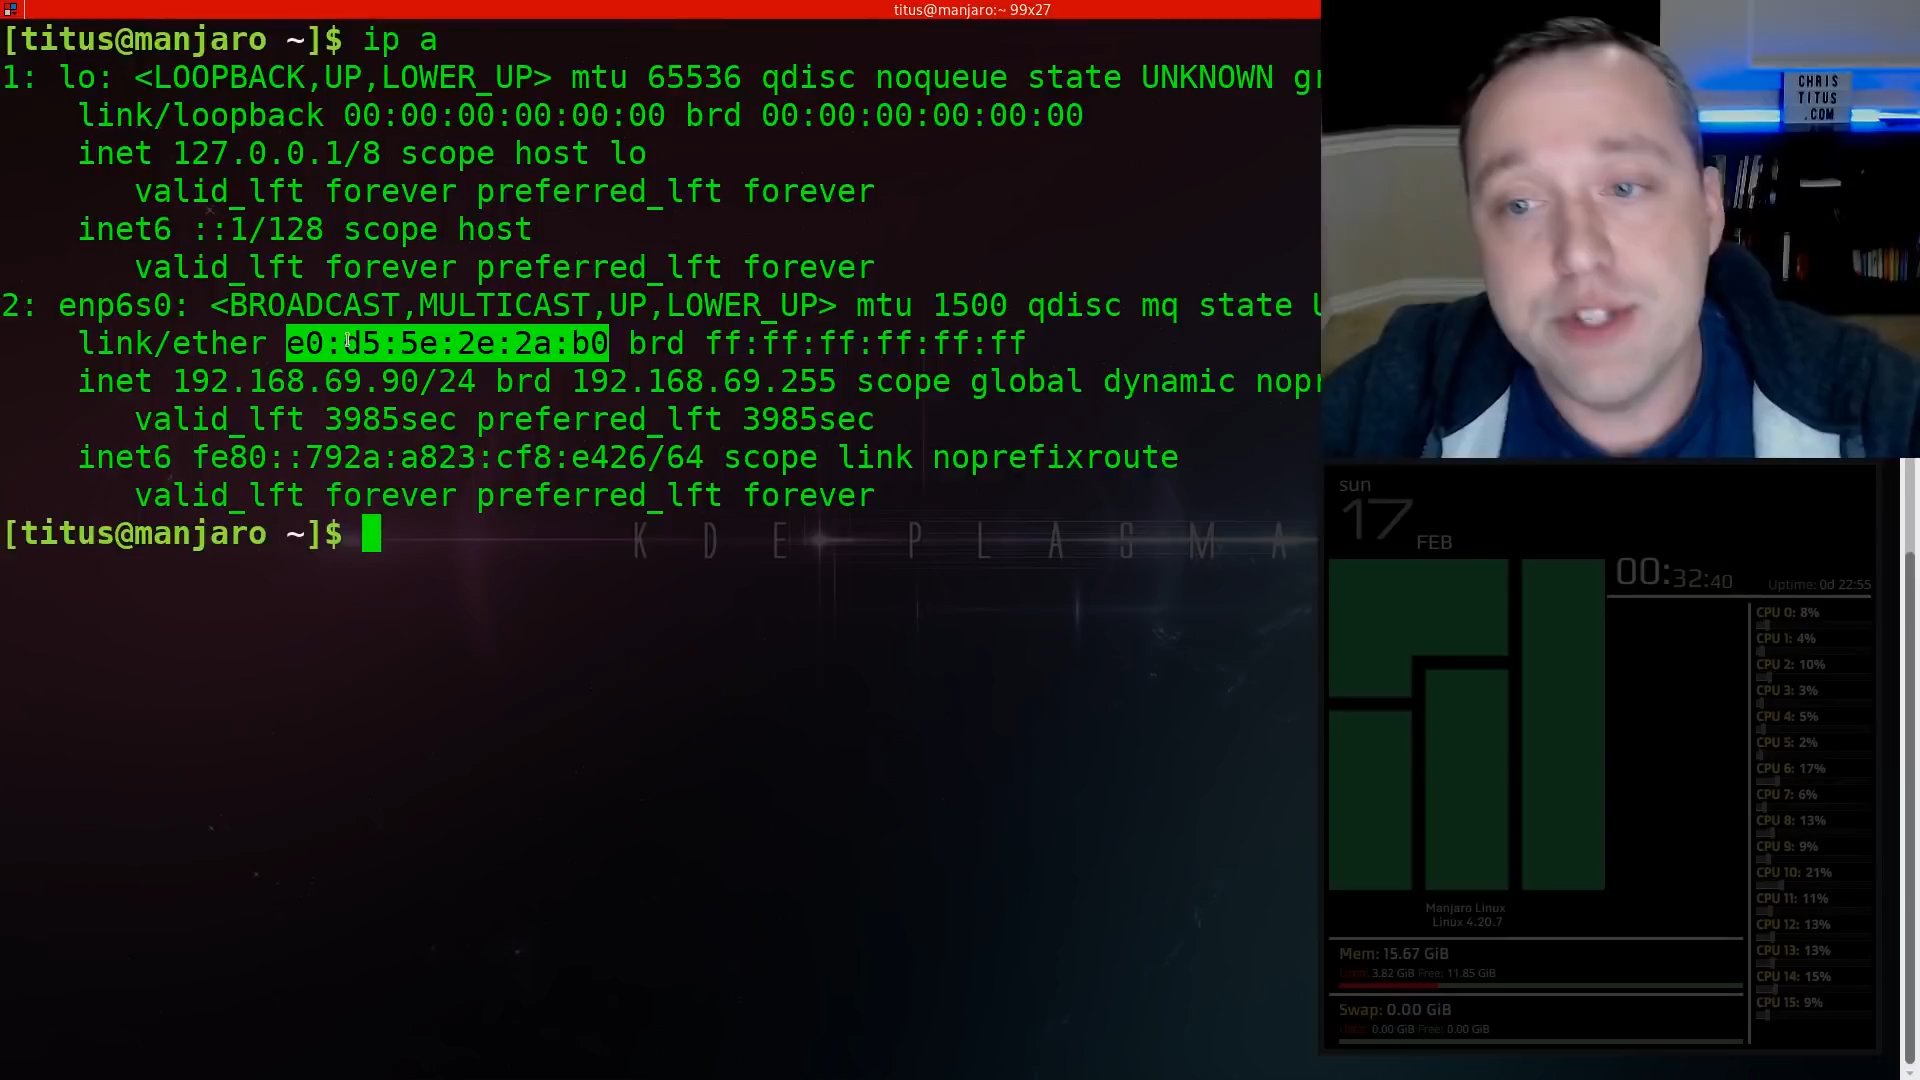 titus@manjaro:~ 99x27
[titus@manjaro ~]$ ip a
1: lo: <LOOPBACK,UP,LOWER_UP> mtu 65536 qdisc noqueue state UNKNOWN gr
link/loopback 00:00:00:00:00:00 brd 00:00:00:00:00:00
inet 127.0.0.1/8 scope host lo
valid_lft forever preferred_lft forever
inet6 ::1/128 scope host
valid_lft forever preferred_lft forever
2: enp6s0: <BROADCAST,MULTICAST,UP,LOWER_UP> mtu 1500 qdisc mq state U
link/ether e0:d5:5e:2e:2a:b0 brd ff:ff:ff:ff:ff:ff
inet 192.168.69.90/24 brd 192.168.69.255 scope global dynamic nopr
valid_lft 3985sec preferred_lft 3985sec
inet6 fe80::792a:a823:cf8:e426/64 scope link noprefixroute
valid_lft forever preferred_lft forever
[titus@manjaro ~]$
KDE PLASMA
CHRIS
TITUS
.COM
sun
17
FEB
00:32:40
Uptime: 0d 22:55
CPU 0: 8%
CPU 1: 4%
CPU 2: 10%
CPU 3: 3%
CPU 4: 5%
CPU 5: 2%
CPU 6: 17%
CPU 7: 6%
CPU 8: 13%
CPU 9: 9%
CPU 10: 21%
CPU 11: 11%
CPU 12: 13%
CPU 13: 13%
CPU 14: 15%
CPU 15: 9%
Manjaro Linux
Linux 4.20.7
Mem: 15.67 GiB
3.82 GiB Free: 11.85 GiB
Swap: 0.00 GiB
0.00 GiB Free: 0.00 GiB